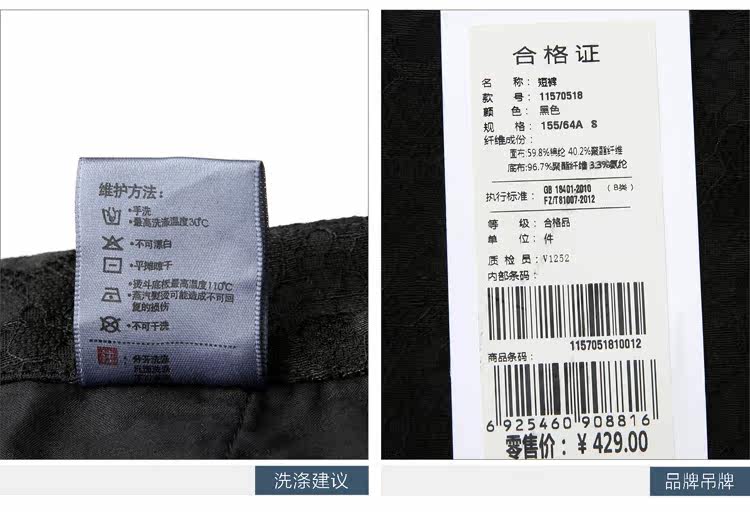 维护方法：
•手洗
•最高洗涤温度30℃
•不可漂白
•平摊晾干
•熨斗底板最高温度110℃
•蒸汽熨烫可能造成不可回
复的损伤
•不可干洗
分开洗涤
洗涤建议
合格证
名 称：短裤
款 号：11570518
颜 色：黑色
规 格：155/64A S
纤维成份：
面布:59.8%锦纶 40.2%聚酯纤维
底布:96.7%聚酯纤维 3.3%氨纶
执行标准：GB 18401-2010 （B类）
FZ/T81007-2012
等 级：合格品
单 位：件
质 检 员：V1252
内部条码：
1157051810012
商品条码：
6 925460 908816
零售价：￥429.00
品牌吊牌